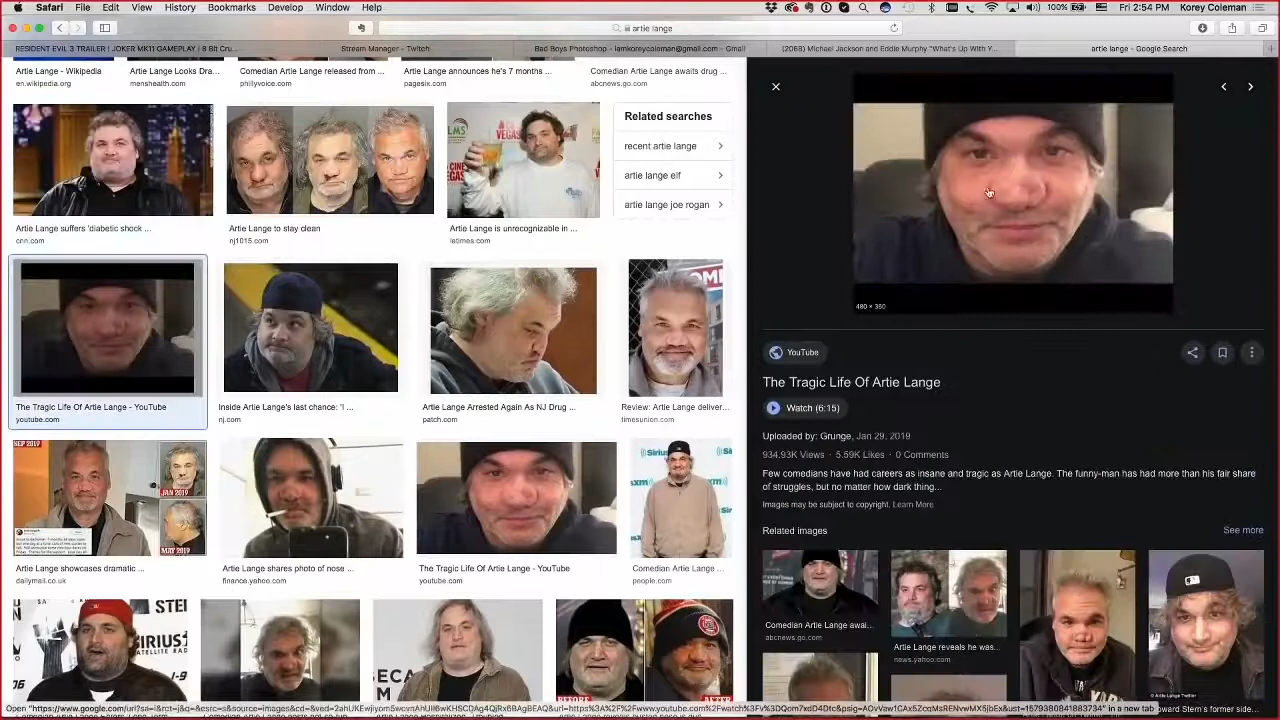 Safari File Edit View History Bookmarks Develop Window Help
100% Fri 2:54 PM Korey Coleman
artie lange
RESIDENT EVIL 3 TRAILER | JOKER MK11 GAMEPLAY | 8 Bit Cru...
Stream Manager - Twitch
Bad Boys Photoshop - iamkoreycoleman@gmail.com - Gmail
(2068) Michael Jackson and Eddie Murphy "What's Up With Y...
artie lange - Google Search
Artie Lange - Wikipedia
en.wikipedia.org
Artie Lange Looks Dra...
menshealth.com
Comedian Artie Lange released from ...
phillyvoice.com
Artie Lange announces he's 7 months ...
pagesix.com
Comedian Artie Lange awaits drug ...
abcnews.go.com
Related searches
recent artie lange
artie lange elf
artie lange joe rogan
Artie Lange suffers 'diabetic shock ...
cnn.com
Artie Lange to stay clean
nj1015.com
Artie Lange is unrecognizable in ...
latimes.com
The Tragic Life Of Artie Lange - YouTube
youtube.com
Inside Artie Lange's last chance: 'I ...
nj.com
Artie Lange Arrested Again As NJ Drug ...
patch.com
Review: Artie Lange deliver...
timesunion.com
SEP 2019
JAN 2019
MAY 2019
Artie Lange showcases dramatic ...
dailymail.co.uk
Artie Lange shares photo of nose ...
finance.yahoo.com
The Tragic Life Of Artie Lange - YouTube
youtube.com
Comedian Artie Lange ...
people.com
BEFORE
AFTER
480 × 360
YouTube
The Tragic Life Of Artie Lange
Watch (6:15)
Uploaded by: Grunge, Jan 29, 2019
934.93K Views · 5.59K Likes · 0 Comments
Few comedians have had careers as insane and tragic as Artie Lange. The funny-man has had more than his fair share
of struggles, but no matter how dark thing...
Images may be subject to copyright. Learn More
Related images
See more
Comedian Artie Lange awai...
abcnews.go.com
Artie Lange reveals he was...
news.yahoo.com
Artie Lange Twitter